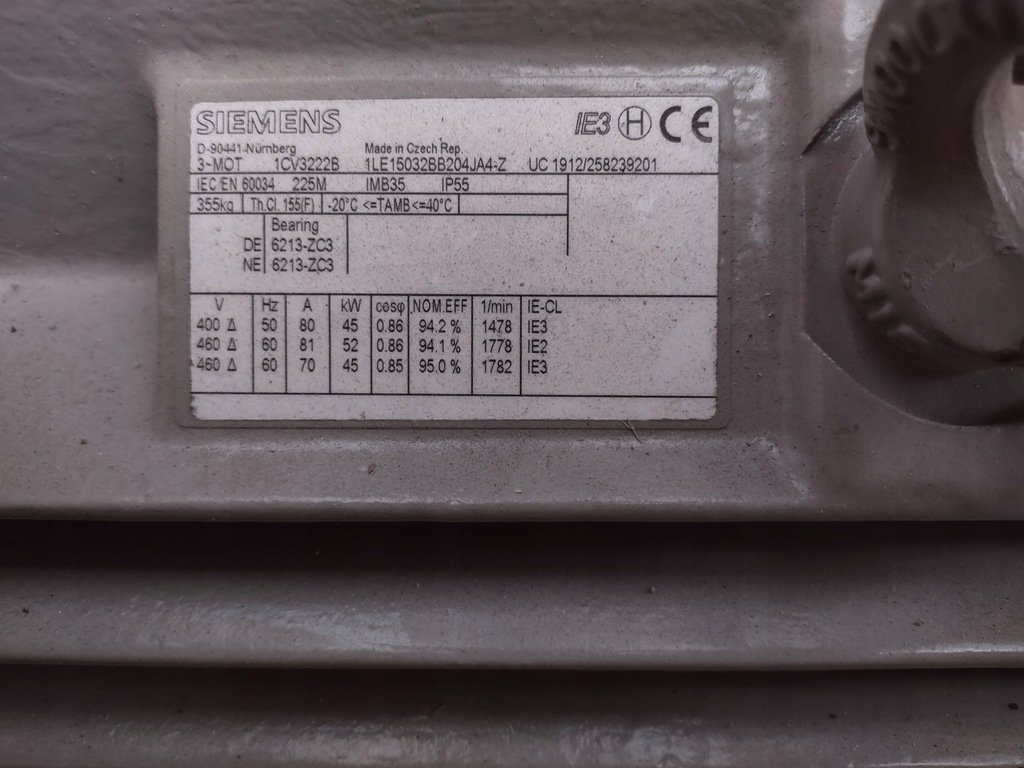 SIEMENS IE3 H CE
D-90441-Nürnberg Made in Czech Rep.
3~MOT 1CV3222B 1LE15032BB204JA4-Z UC 1912/258239201
IEC/EN 60034 225M IMB35 IP55
355kg Th.Cl. 155(F) -20°C <=TAMB<=40°C
Bearing
DE 6213-ZC3
NE 6213-ZC3
V Hz A kW cosφ NOM.EFF 1/min IE-CL
400 Δ 50 80 45 0.86 94.2 % 1478 IE3
460 Δ 60 81 52 0.86 94.1 % 1778 IE2
460 Δ 60 70 45 0.85 95.0 % 1782 IE3